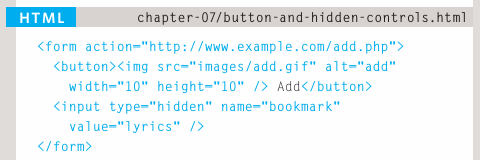 HTML
chapter-07/button-and-hidden-controls.html
<form action="http://www.example.com/add.php">
<button><img src="images/add.gif" alt="add"
width="10" height="10" /> Add</button>
<input type="hidden" name="bookmark"
value="lyrics" />
</form>